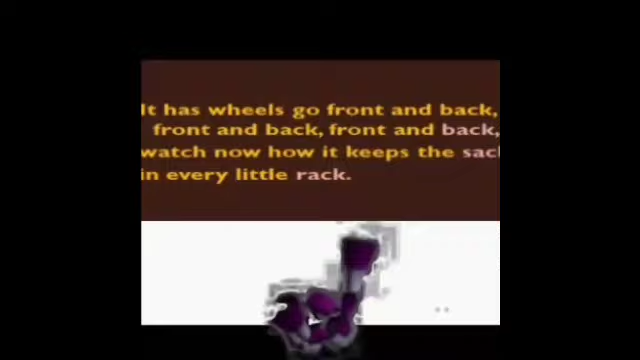 It has wheels go front and back,
front and back, front and back,
watch now how it keeps the sac
in every little rack.